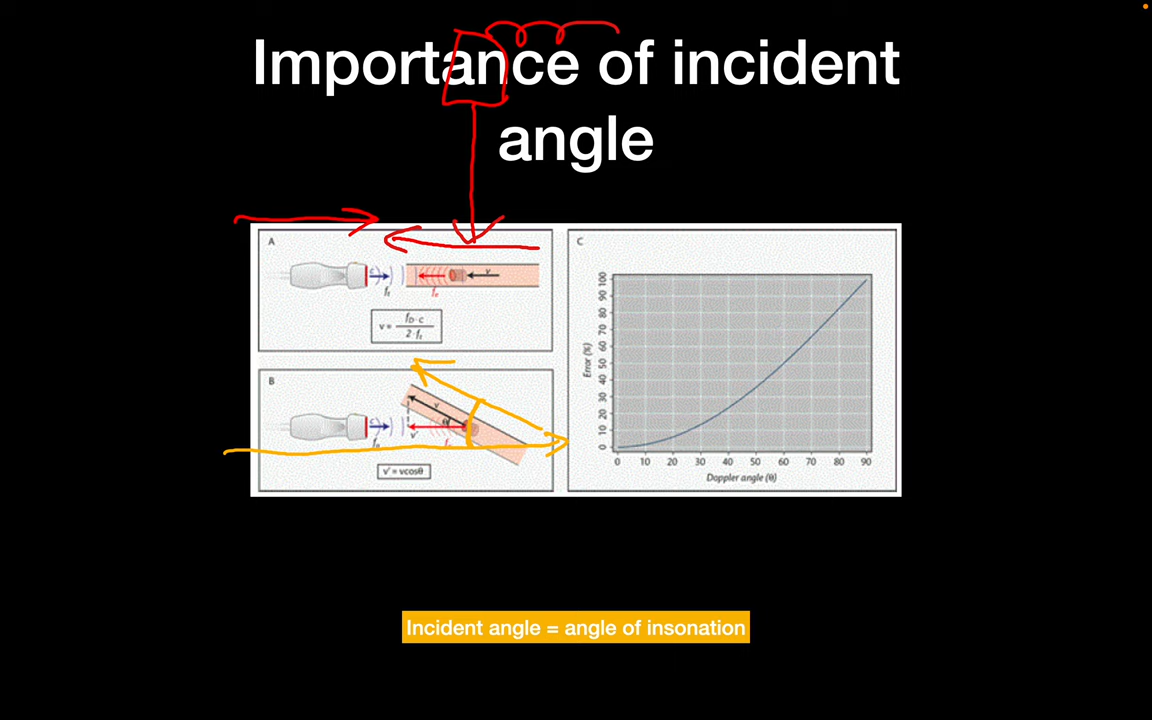 Importance of incident
angle
A
c
v
f
v = fD·c / 2·f
B
c
v
θ
v'
v' = vcosθ
C
Error (%)
0 10 20 30 40 50 60 70 80 90 100
0 10 20 30 40 50 60 70 80 90
Doppler angle (θ)
Incident angle = angle of insonation